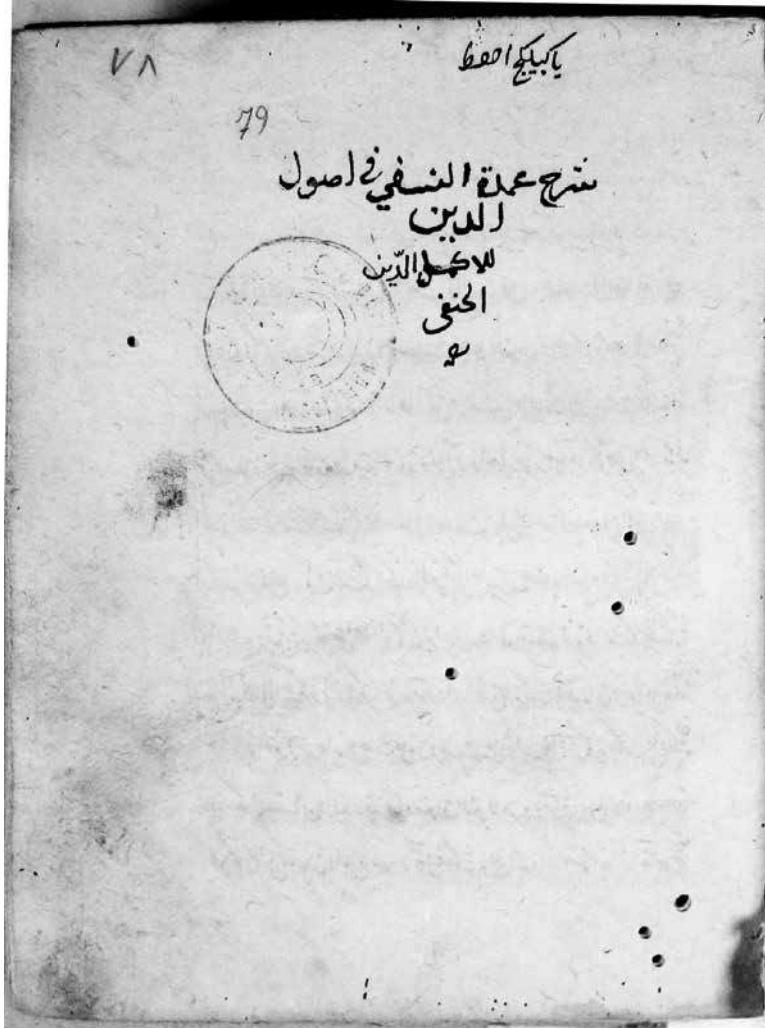 يا كبيكج احفظ
٧٨
79
شرح عمدة النسفي في اصول
الدين
للاكمل الدين
الحنفي